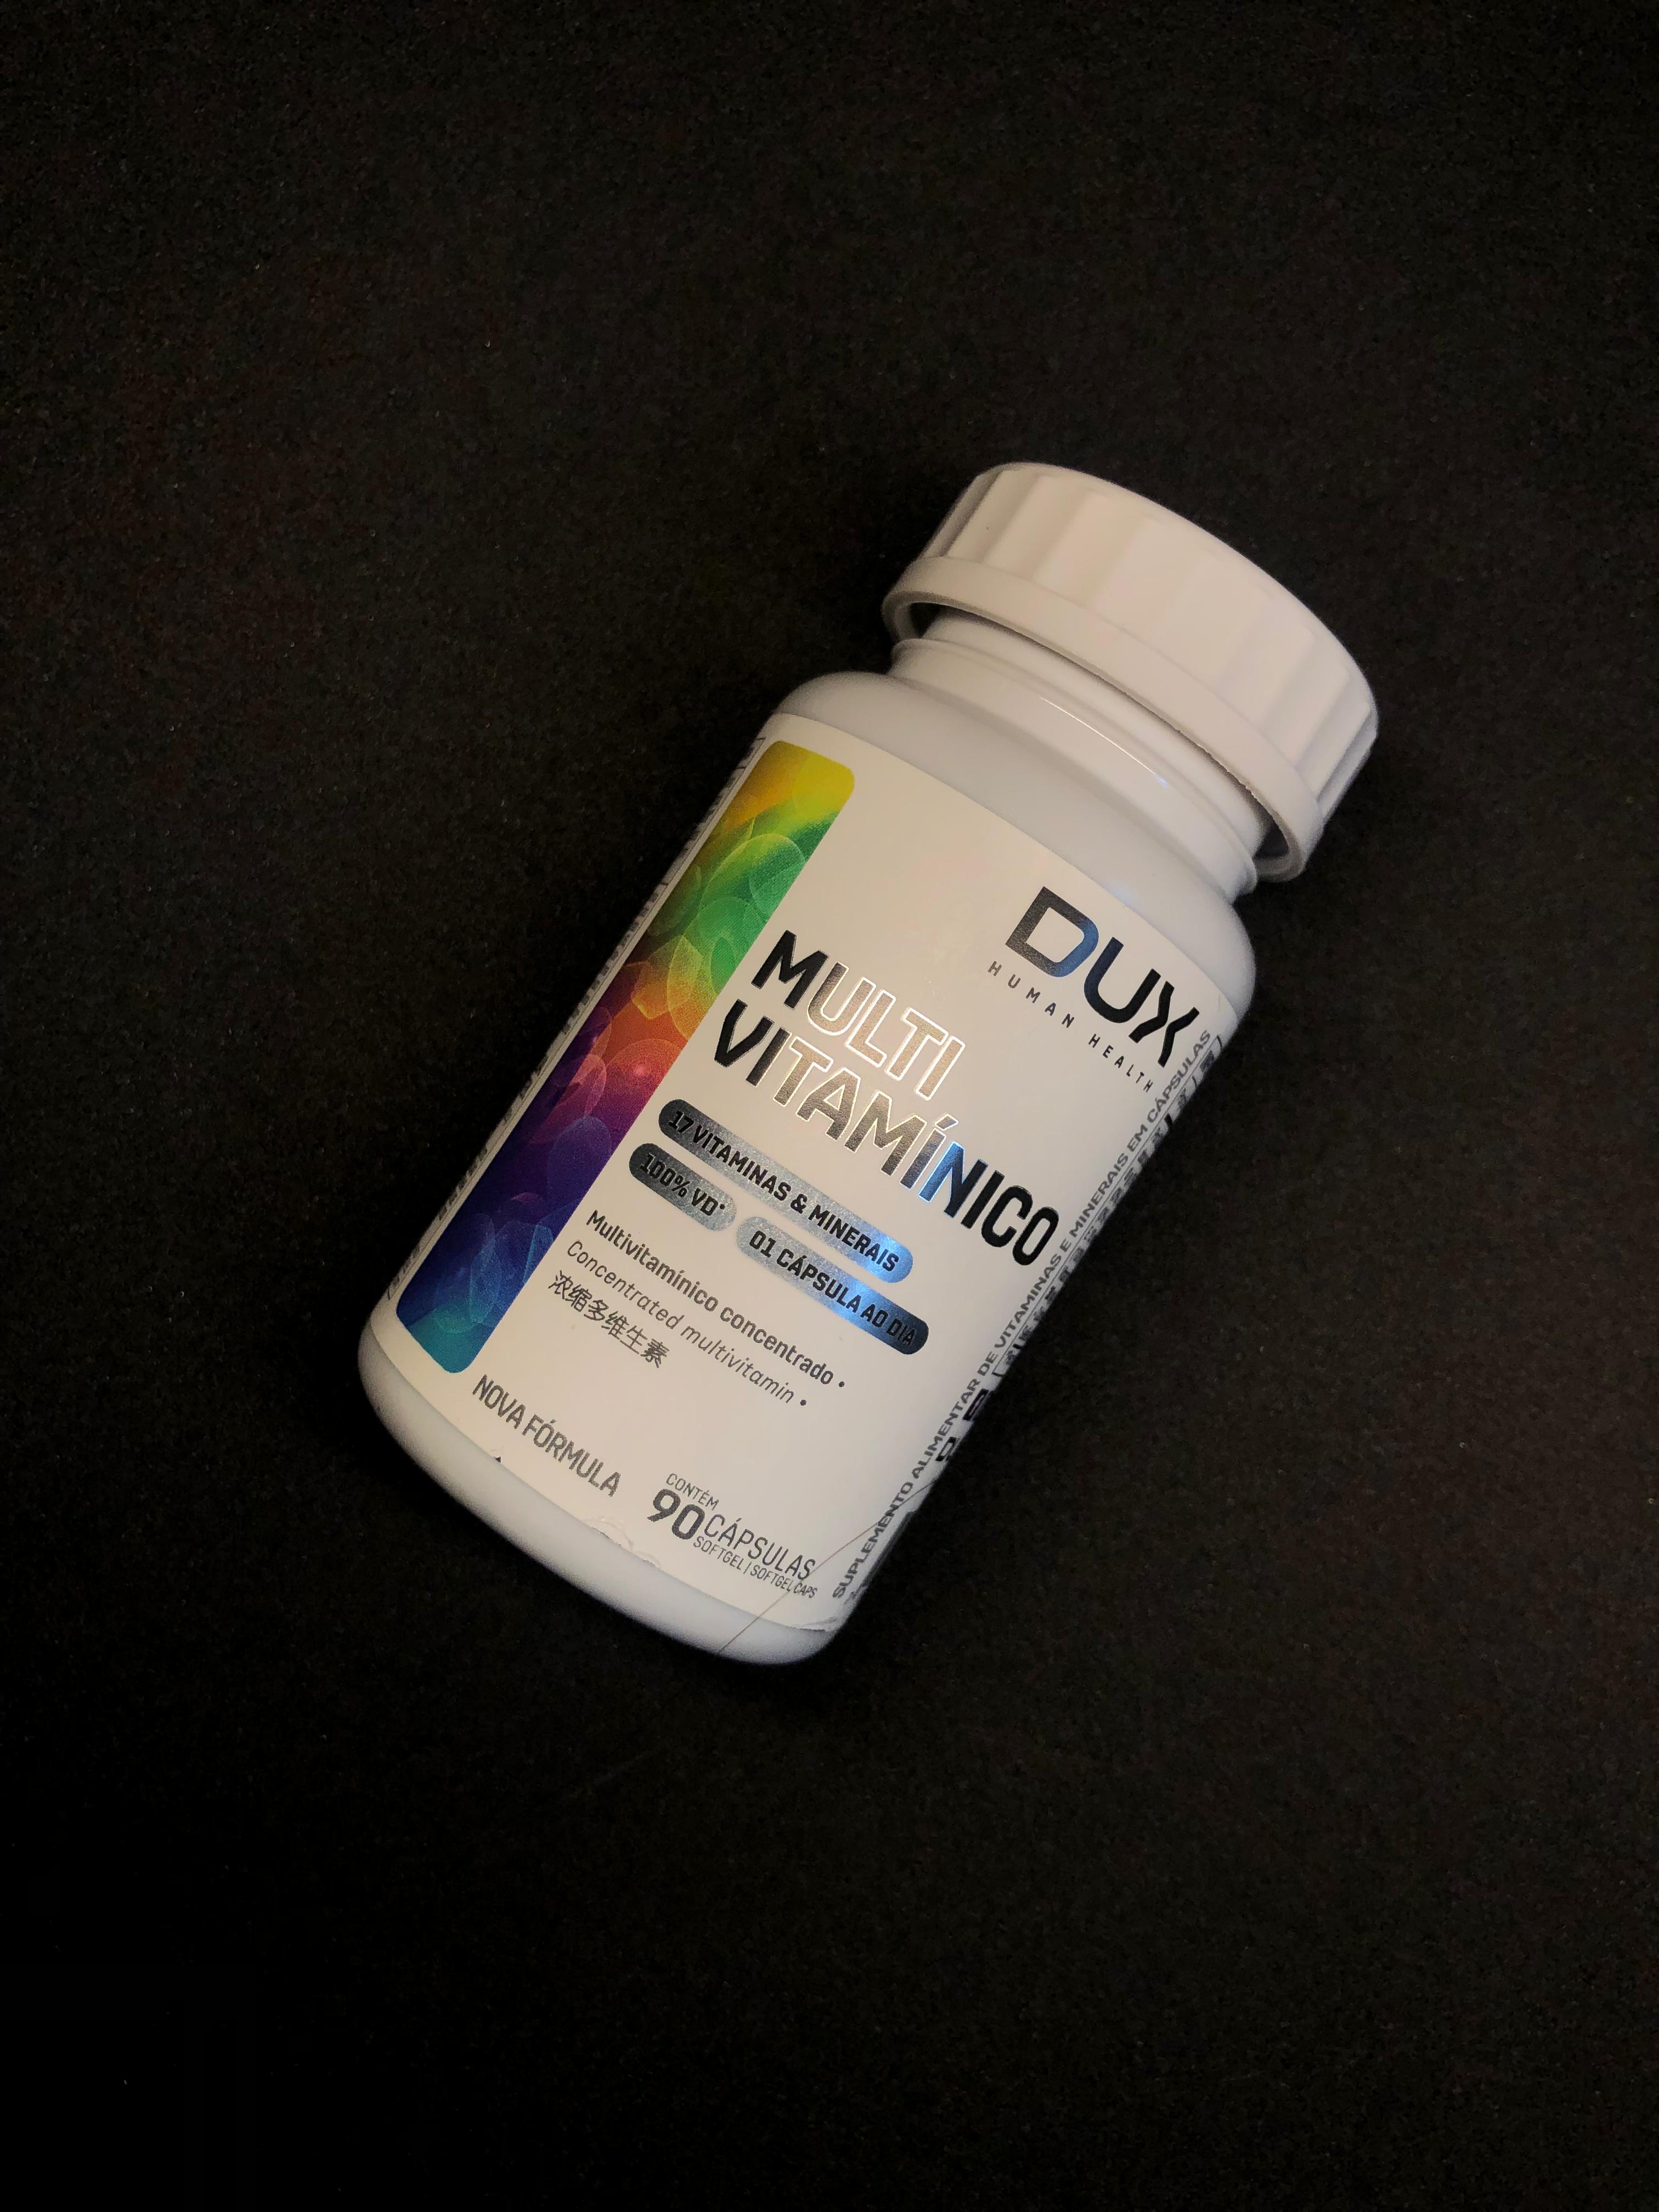 DUX
HUMAN HEALTH
MULTI
VITAMÍNICO
17 VITAMINAS & MINERAIS
100% VD*
01 CÁPSULA AO DIA
Multivitamínico concentrado •
Concentrated multivitamin •
浓缩多维生素
NOVA FÓRMULA
CONTÉM
90 CÁPSULAS
SOFTGEL | SOFTGEL CAPS
SUPLEMENTO ALIMENTAR DE VITAMINAS E MINERAIS EM CÁPSULAS